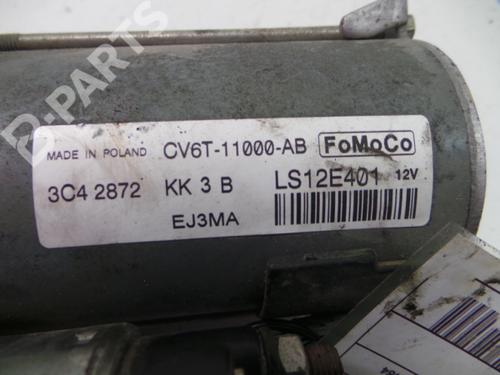 MADE IN POLAND CV6T-11000-AB FoMoCo
3C4 2872 KK 3 B LS12E401 12V
EJ3MA
B-PARTS